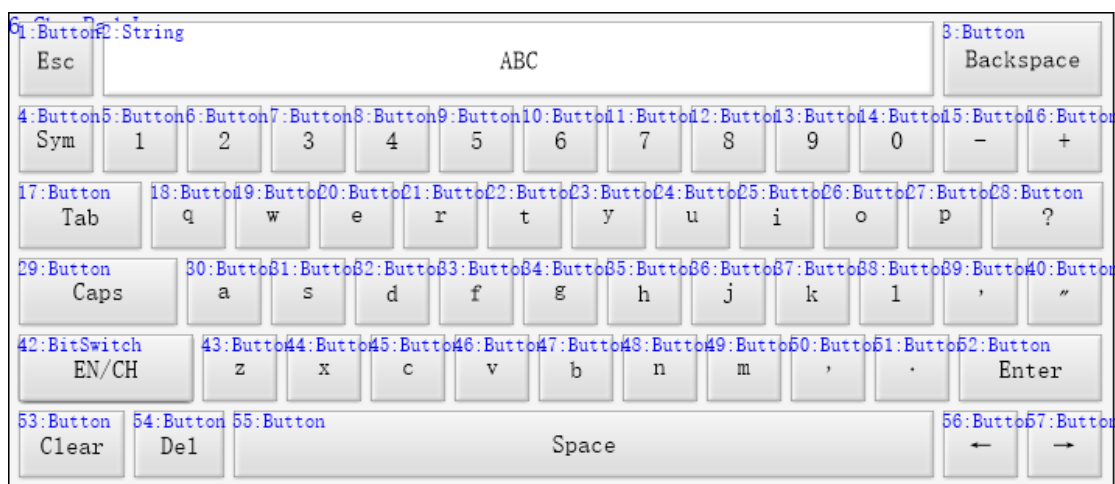 1:Button 2:String 3:Button
Esc ABC Backspace
4:Button 5:Button 6:Button 7:Button 8:Button 9:Button 10:Butto 11:Butto 12:Butto 13:Butto 14:Butto 15:Butto 16:Button
Sym 1 2 3 4 5 6 7 8 9 0 - +
17:Button 18:Butto 19:Butto 20:Butto 21:Butto 22:Butto 23:Butto 24:Butto 25:Butto 26:Butto 27:Butto 28:Button
Tab q w e r t y u i o p ?
29:Button 30:Butto 31:Butto 32:Butto 33:Butto 34:Butto 35:Butto 36:Butto 37:Butto 38:Butto 39:Butto 40:Button
Caps a s d f g h j k l , "
42:BitSwitch 43:Butto 44:Butto 45:Butto 46:Butto 47:Butto 48:Butto 49:Butto 50:Butto 51:Butto 52:Button
EN/CH z x c v b n m , . Enter
53:Button 54:Button 55:Button 56:Butto 57:Button
Clear Del Space ← →